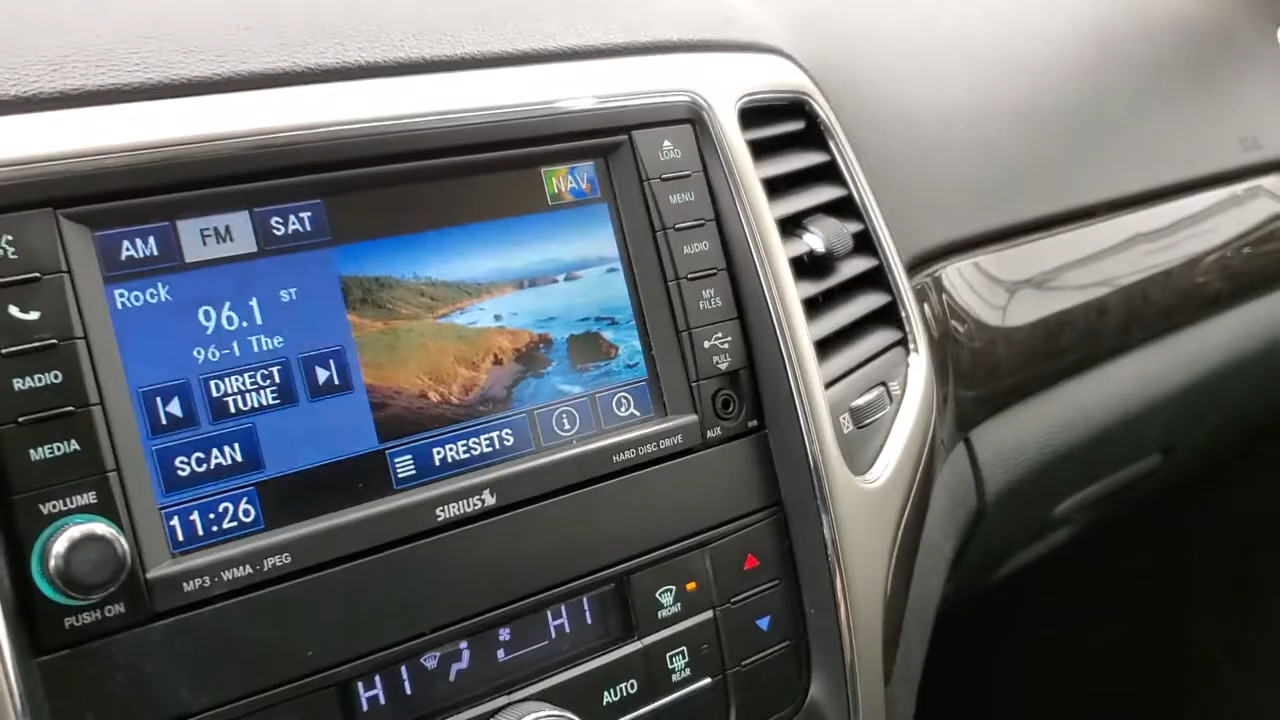 LOAD
NAV
MENU
AM
FM
SAT
AUDIO
Rock
96.1
ST
MY
FILES
96-1 The
DIRECT
TUNE
PULL
RADIO
MEDIA
SCAN
PRESETS
AUX
HARD DISC DRIVE
11:26
SIRIUS
VOLUME
MP3 · WMA · JPEG
PUSH ON
FRONT
HI
HI
AUTO
REAR